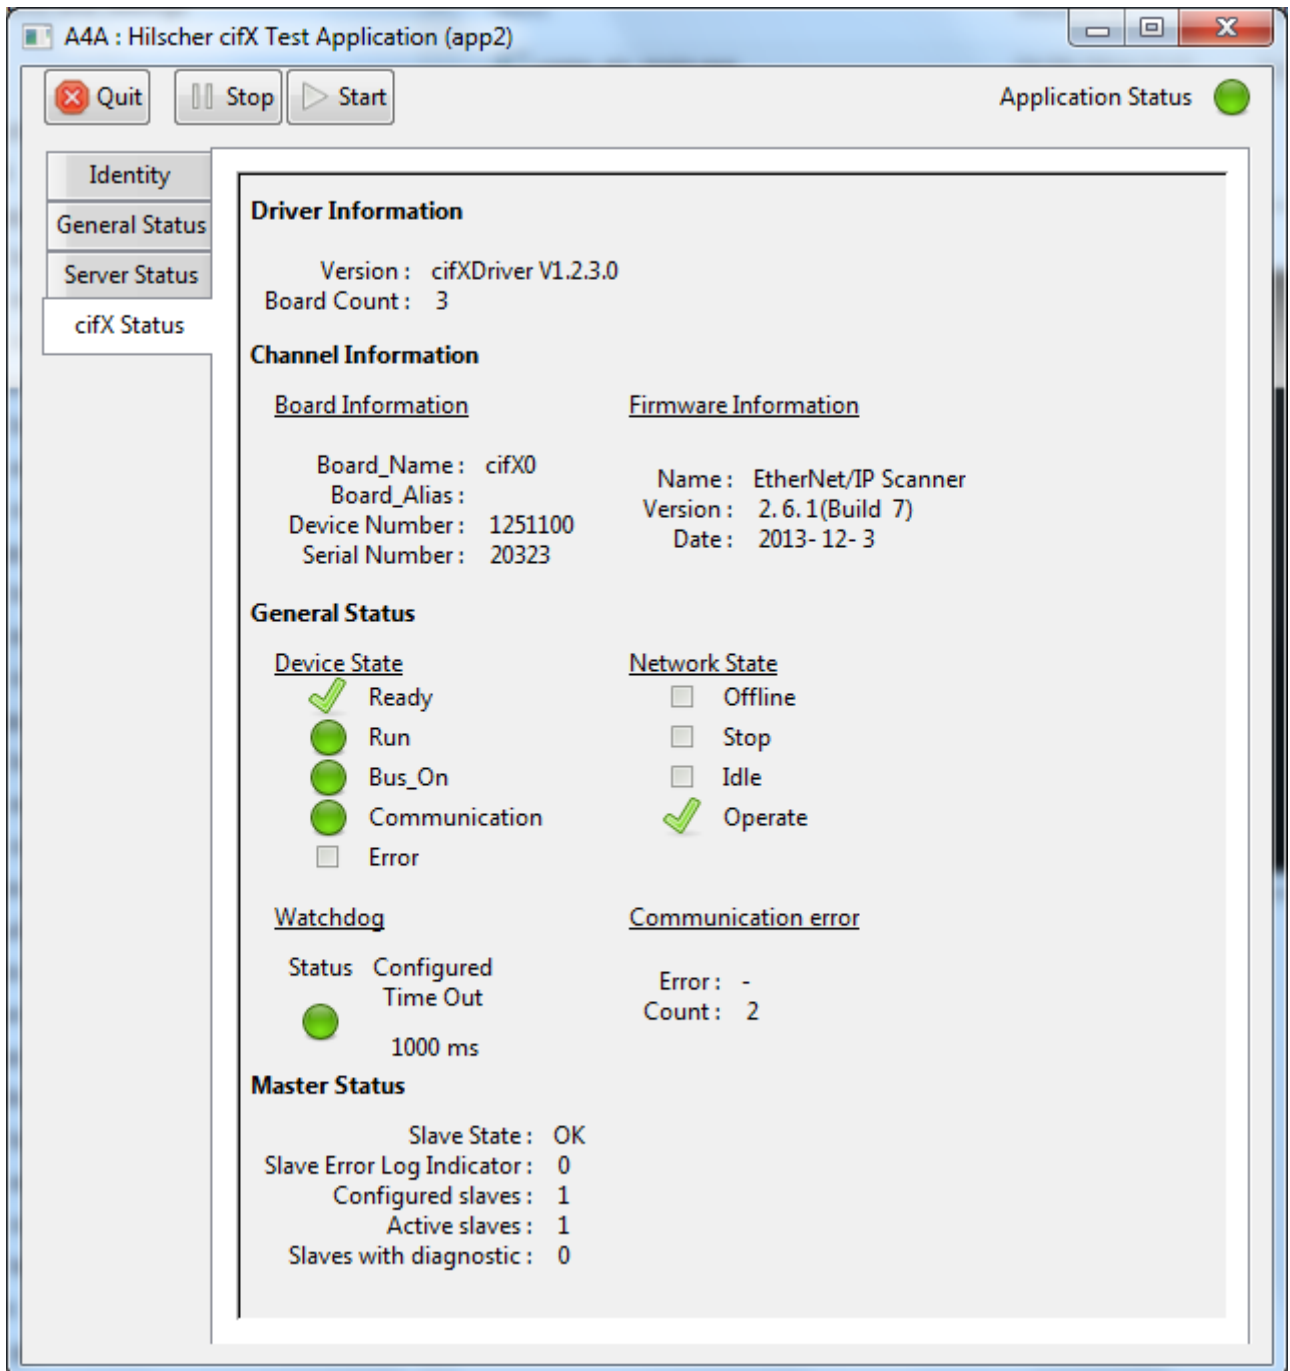 A4A : Hilscher cifX Test Application (app2)
Quit Stop Start Application Status
Identity
General Status
Server Status
cifX Status
Driver Information
Version : cifXDriver V1.2.3.0
Board Count : 3
Channel Information
Board Information
Board_Name : cifX0
Board_Alias :
Device Number : 1251100
Serial Number : 20323
Firmware Information
Name : EtherNet/IP Scanner
Version : 2. 6. 1(Build 7)
Date : 2013- 12- 3
General Status
Device State
Ready
Run
Bus_On
Communication
Error
Network State
Offline
Stop
Idle
Operate
Watchdog
Status Configured
Time Out
1000 ms
Communication error
Error : -
Count : 2
Master Status
Slave State : OK
Slave Error Log Indicator : 0
Configured slaves : 1
Active slaves : 1
Slaves with diagnostic : 0